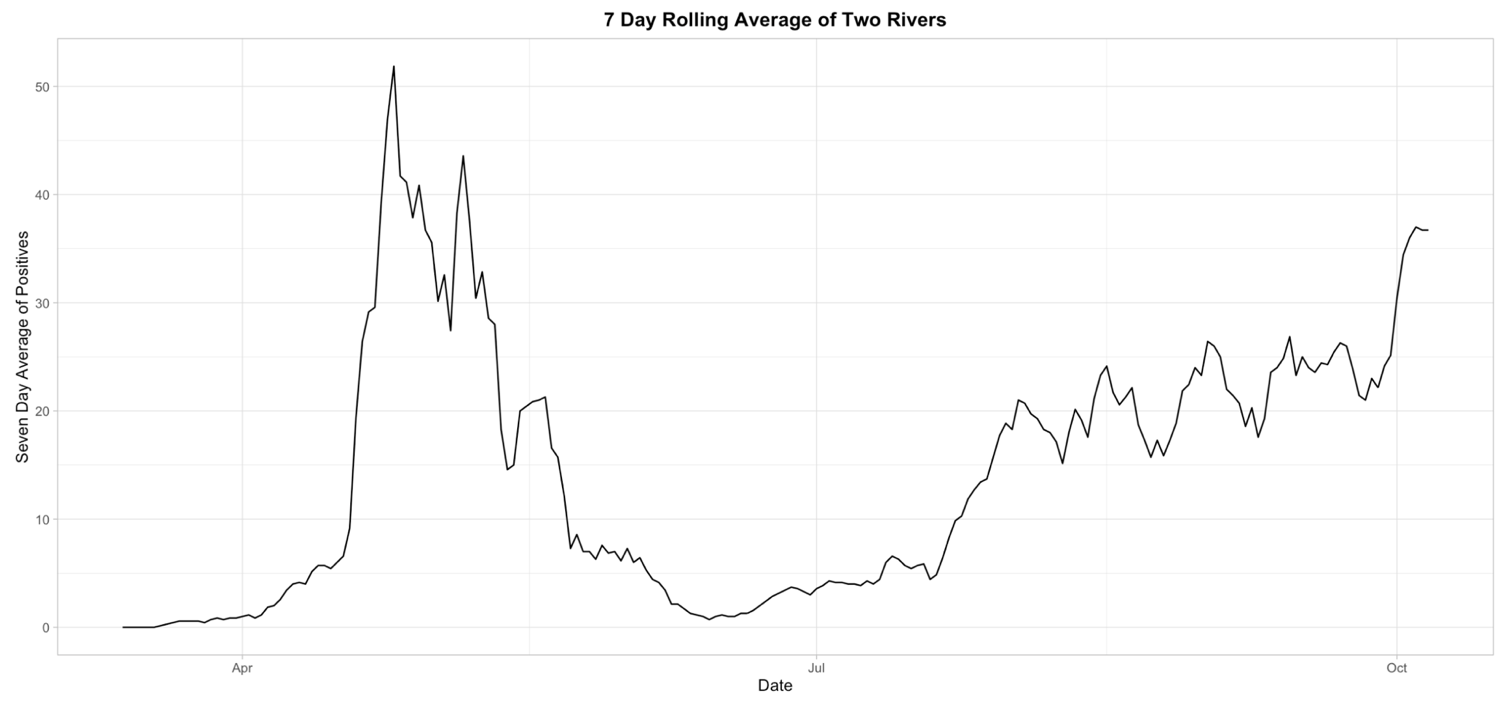 7 Day Rolling Average of Two Rivers
Seven Day Average of Positives
50
40
30
20
10
0
Apr
Jul
Oct
Date